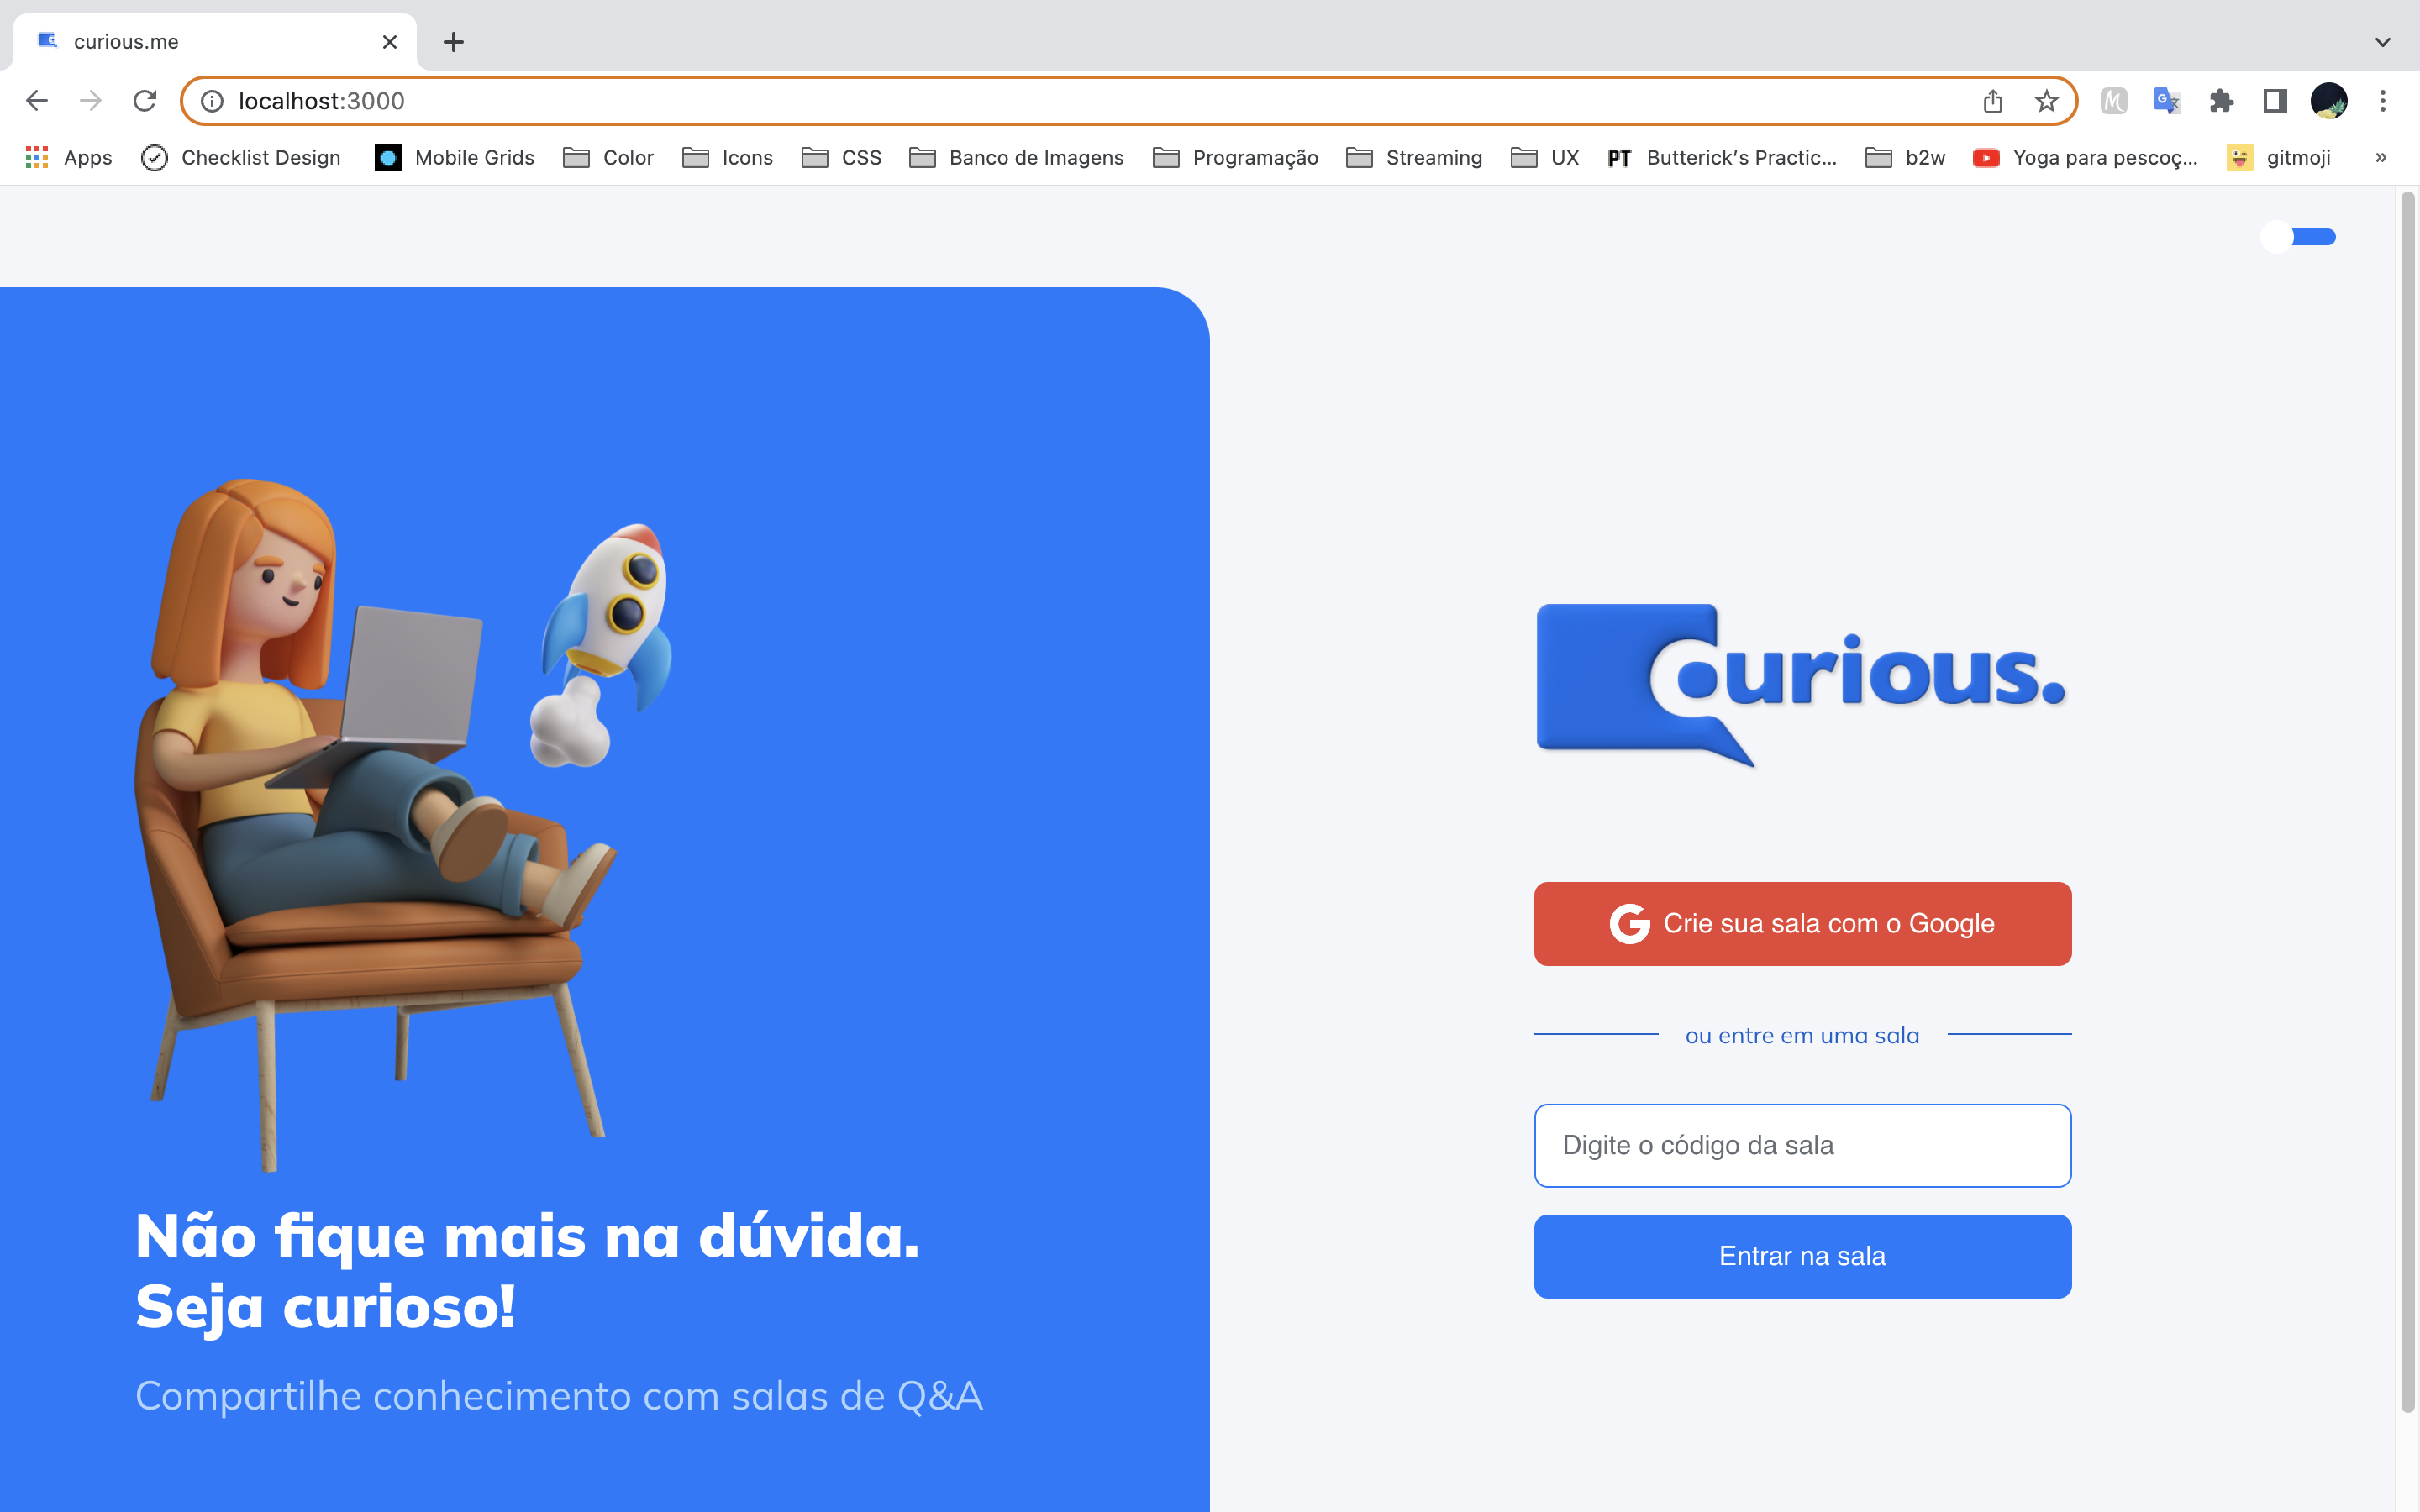 curious.me
localhost:3000
Apps
Checklist Design
Mobile Grids
Color
Icons
CSS
Banco de Imagens
Programação
Streaming
UX
PT
Butterick’s Practic...
b2w
Yoga para pescoç...
gitmoji
»
Curious.
G Crie sua sala com o Google
ou entre em uma sala
Digite o código da sala
Entrar na sala
Não fique mais na dúvida.
Seja curioso!
Compartilhe conhecimento com salas de Q&A